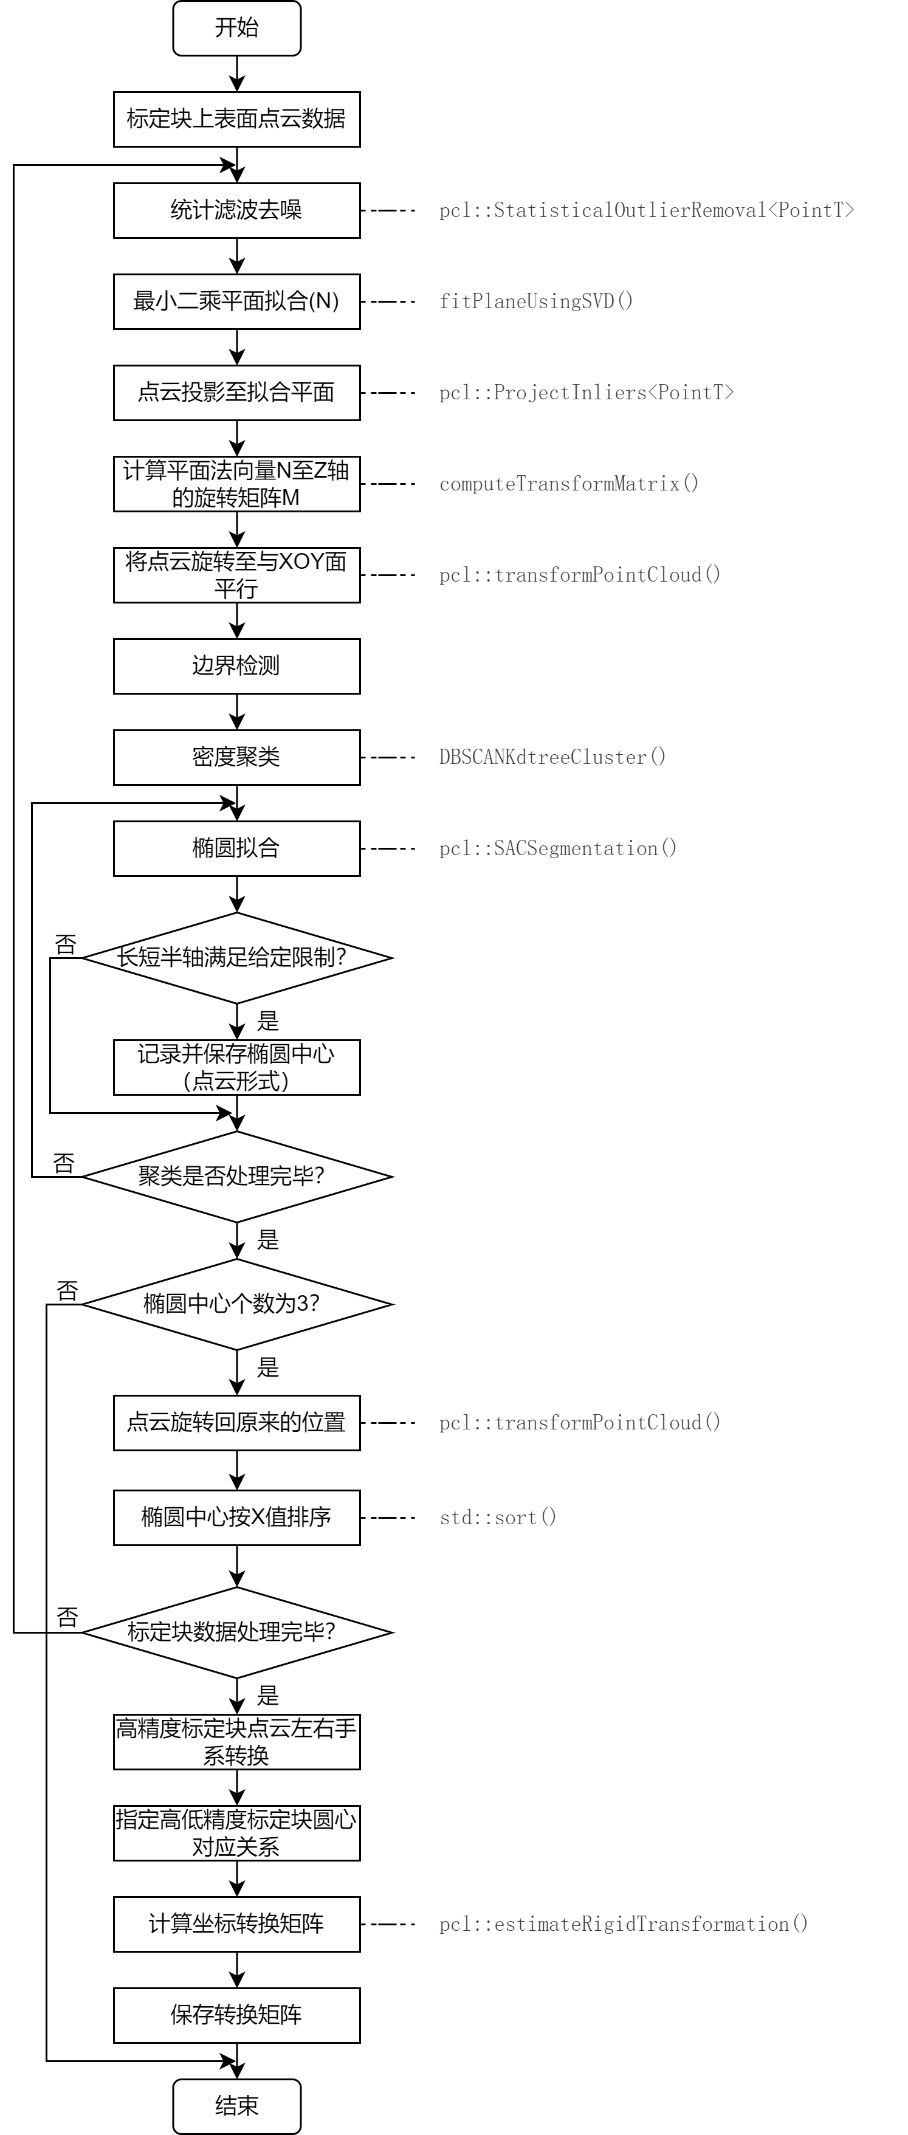 开始
标定块上表面点云数据
统计滤波去噪
pcl::StatisticalOutlierRemoval<PointT>
最小二乘平面拟合(N)
fitPlaneUsingSVD()
点云投影至拟合平面
pcl::ProjectInliers<PointT>
计算平面法向量N至Z轴
的旋转矩阵M
computeTransformMatrix()
将点云旋转至与XOY面
平行
pcl::transformPointCloud()
边界检测
密度聚类
DBSCANKdtreeCluster()
椭圆拟合
pcl::SACSegmentation()
否
长短半轴满足给定限制?
是
记录并保存椭圆中心
（点云形式）
否
聚类是否处理完毕?
是
否
椭圆中心个数为3?
是
点云旋转回原来的位置
pcl::transformPointCloud()
椭圆中心按X值排序
std::sort()
否
标定块数据处理完毕?
是
高精度标定块点云左右手
系转换
指定高低精度标定块圆心
对应关系
计算坐标转换矩阵
pcl::estimateRigidTransformation()
保存转换矩阵
结束